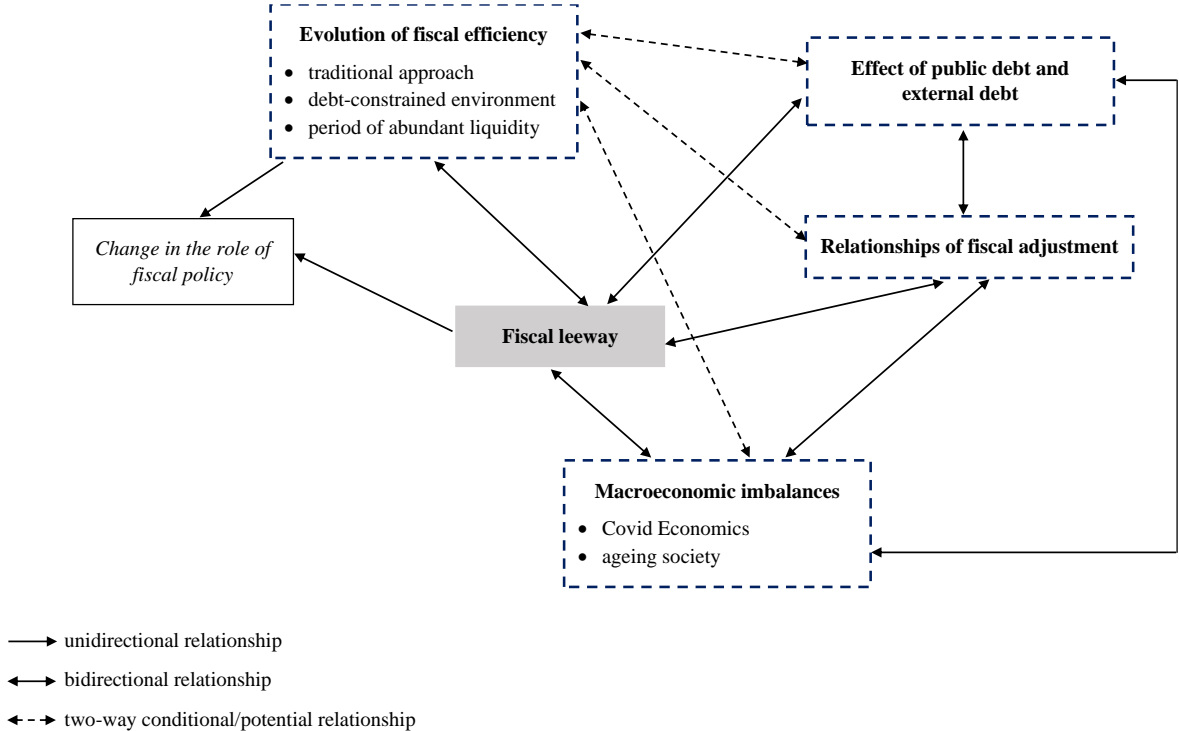 Evolution of fiscal efficiency
• traditional approach
• debt-constrained environment
• period of abundant liquidity
Effect of public debt and
external debt
Change in the role of
fiscal policy
Relationships of fiscal adjustment
Fiscal leeway
Macroeconomic imbalances
• Covid Economics
• ageing society
unidirectional relationship
bidirectional relationship
two-way conditional/potential relationship